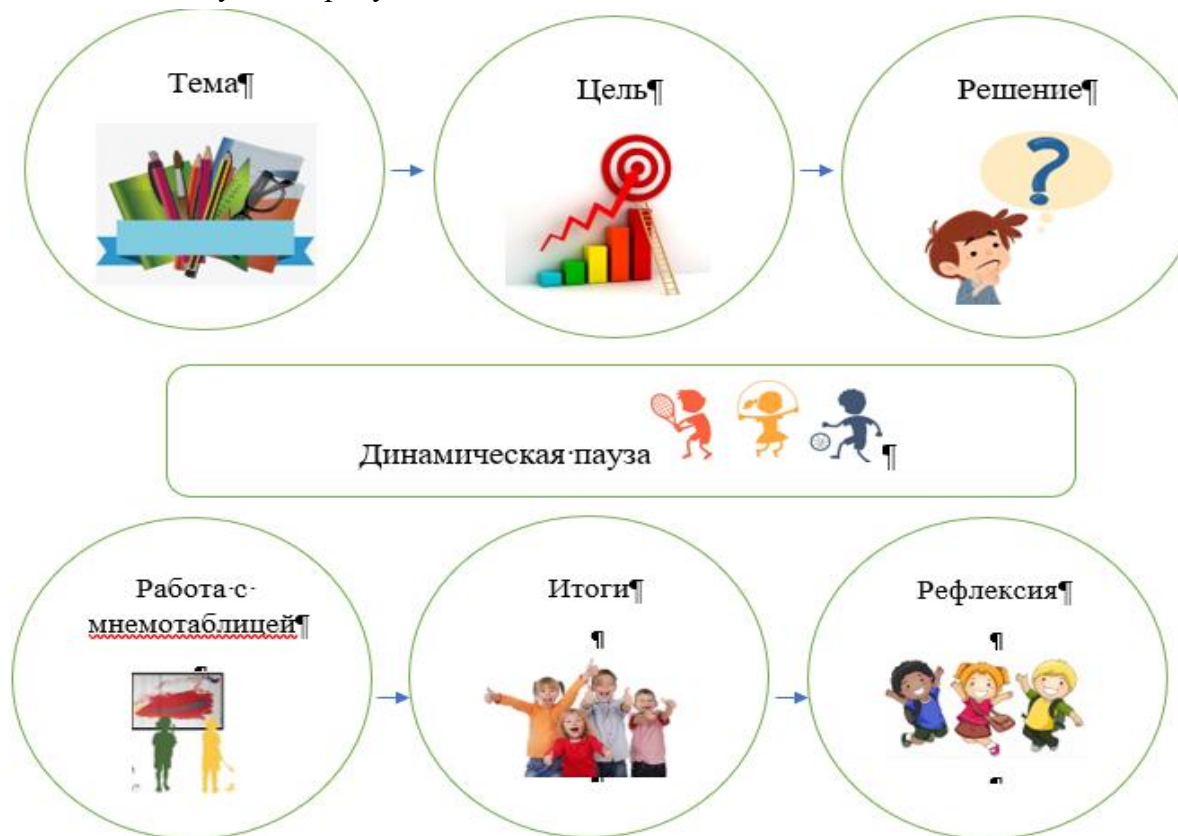 Тема¶
Цель¶
Решение¶
?
Динамическая·пауза ¶
Работа·с·
мнемотаблицей¶
¶
Итоги¶
¶
Рефлексия¶
¶
¶